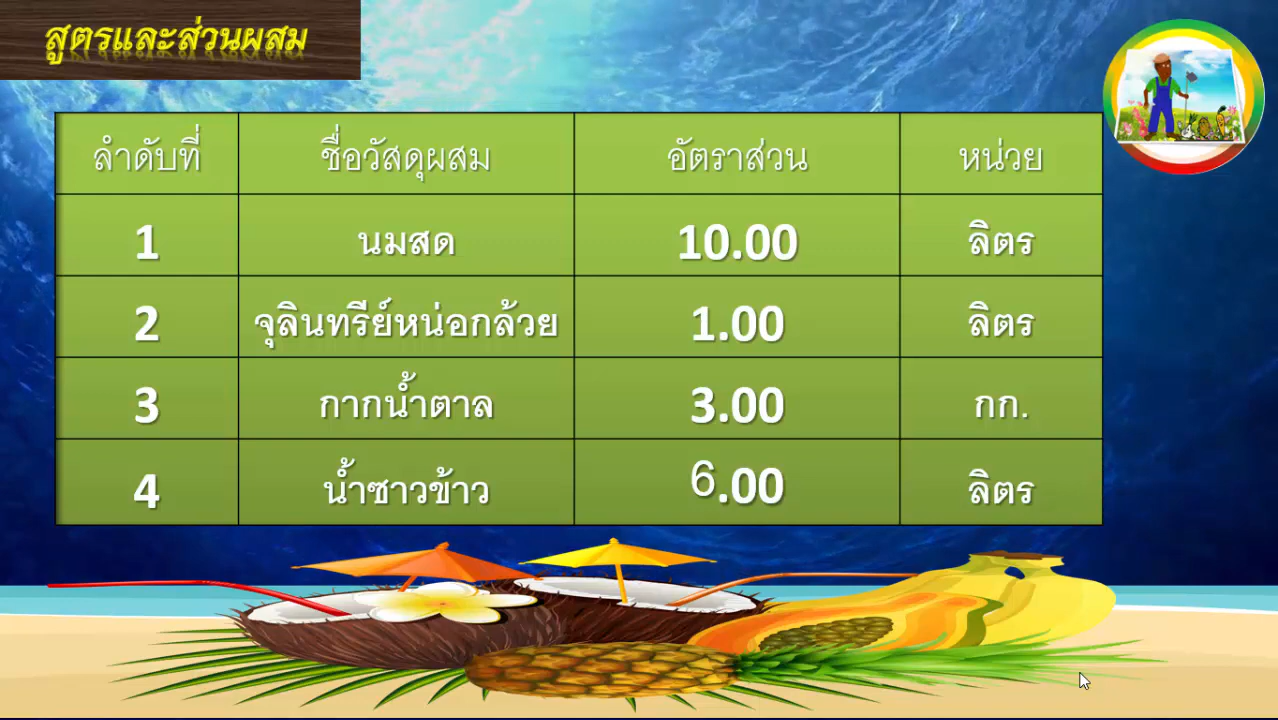 สูตรและส่วนผสม
ลำดับที่ ชื่อวัสดุผสม อัตราส่วน หน่วย
1 นมสด 10.00 ลิตร
2 จุลินทรีย์หน่อกล้วย 1.00 ลิตร
3 กากน้ำตาล 3.00 กก.
4 น้ำซาวข้าว 6.00 ลิตร